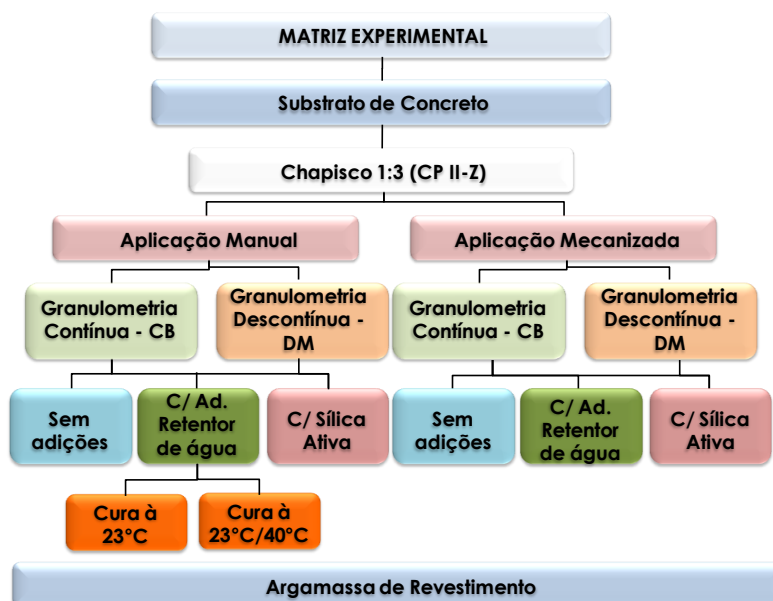 MATRIZ EXPERIMENTAL
Substrato de Concreto
Chapisco 1:3 (CP II-Z)
Aplicação Manual
Aplicação Mecanizada
Granulometria
Contínua - CB
Granulometria
Descontínua -
DM
Granulometria
Contínua - CB
Granulometria
Descontínua -
DM
Sem
adições
C/ Ad.
Retentor
de água
C/ Sílica
Ativa
Sem
adições
C/ Ad.
Retentor
de água
C/ Sílica
Ativa
Cura à
23°C
Cura à
23°C/40°C
Argamassa de Revestimento